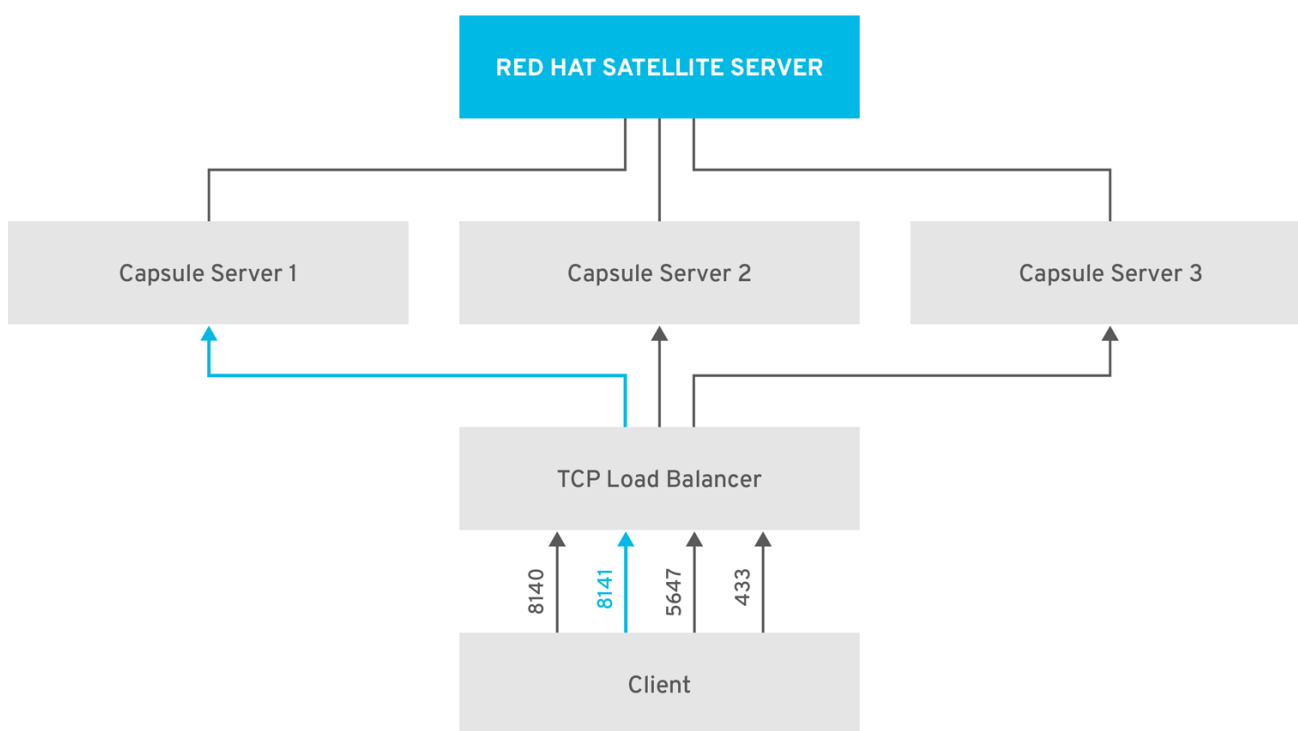 RED HAT SATELLITE SERVER
Capsule Server 1
Capsule Server 2
Capsule Server 3
TCP Load Balancer
8140
8141
5647
433
Client